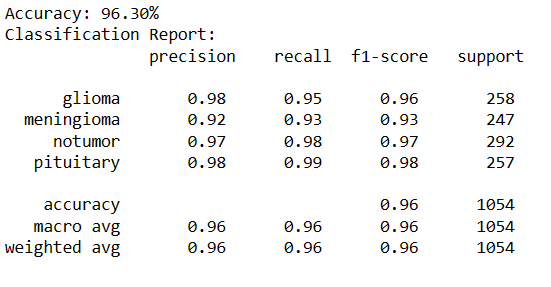 Accuracy: 96.30%
Classification Report:
precision recall f1-score support
glioma 0.98 0.95 0.96 258
meningioma 0.92 0.93 0.93 247
notumor 0.97 0.98 0.97 292
pituitary 0.98 0.99 0.98 257
accuracy 0.96 1054
macro avg 0.96 0.96 0.96 1054
weighted avg 0.96 0.96 0.96 1054